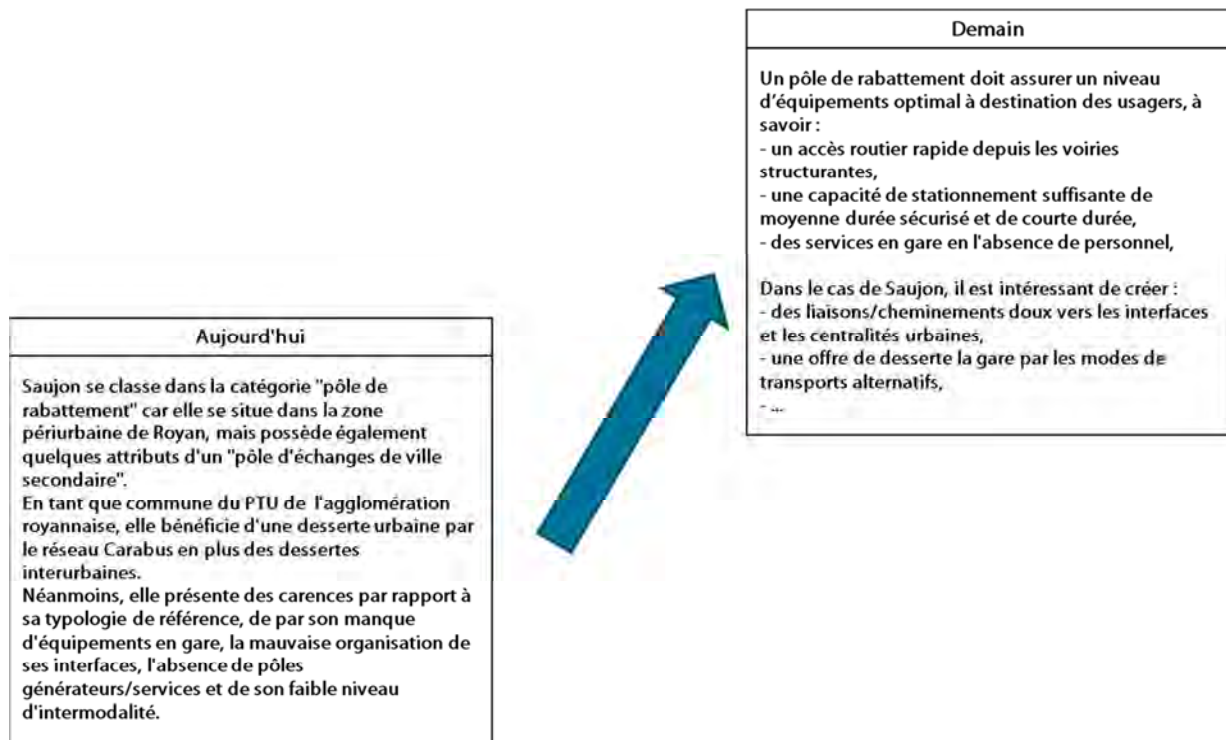 Demain
Un pôle de rabattement doit assurer un niveau
d'équipements optimal à destination des usagers, à
savoir :
- un accès routier rapide depuis les voiries
structurantes,
- une capacité de stationnement suffisante de
moyenne durée sécurisé et de courte durée,
- des services en gare en l'absence de personnel,
Dans le cas de Saujon, il est intéressant de créer :
- des liaisons/cheminements doux vers les interfaces
et les centralités urbaines,
- une offre de desserte la gare par les modes de
transports alternatifs,
- ...
Aujourd'hui
Saujon se classe dans la catégorie "pôle de
rabattement" car elle se situe dans la zone
périurbaine de Royan, mais possède également
quelques attributs d'un "pôle d'échanges de ville
secondaire".
En tant que commune du PTU de l'agglomération
royannaise, elle bénéficie d'une desserte urbaine par
le réseau Carabus en plus des dessertes
interurbaines.
Néanmoins, elle présente des carences par rapport à
sa typologie de référence, de par son manque
d'équipements en gare, la mauvaise organisation de
ses interfaces, l'absence de pôles
générateurs/services et de son faible niveau
d'intermodalité.